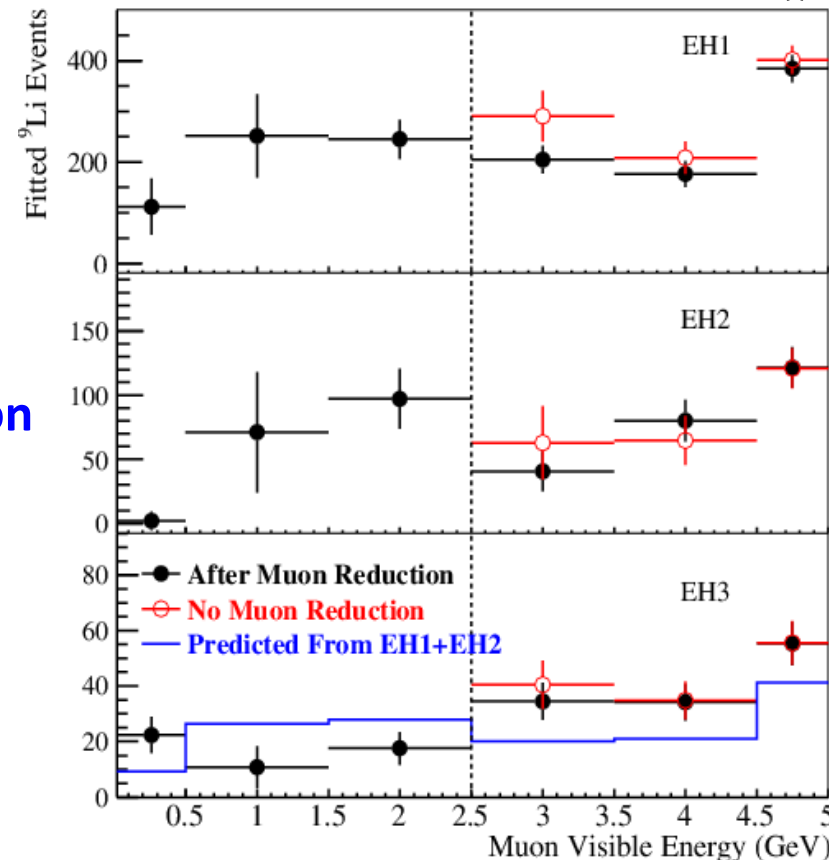 Fitted ⁹Li Events
EH1
400
200
0
EH2
150
100
50
0
on
EH3
80
60
40
20
0
After Muon Reduction
No Muon Reduction
Predicted From EH1+EH2
0.5 1 1.5 2 2.5 3 3.5 4 4.5 5
Muon Visible Energy (GeV)